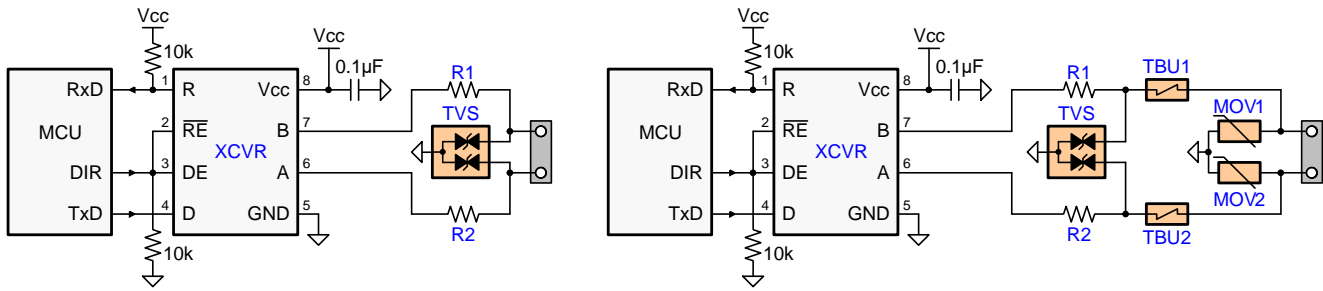 Vcc
10k
Vcc
0.1µF
MCU
RxD
DIR
TxD
XCVR
1
R
2
RE
3
DE
4
D
8
Vcc
7
B
6
A
5
GND
10k
R1
TVS
R2
Vcc
10k
Vcc
0.1µF
MCU
RxD
DIR
TxD
XCVR
1
R
2
RE
3
DE
4
D
8
Vcc
7
B
6
A
5
GND
10k
R1
TVS
R2
TBU1
TBU2
MOV1
MOV2